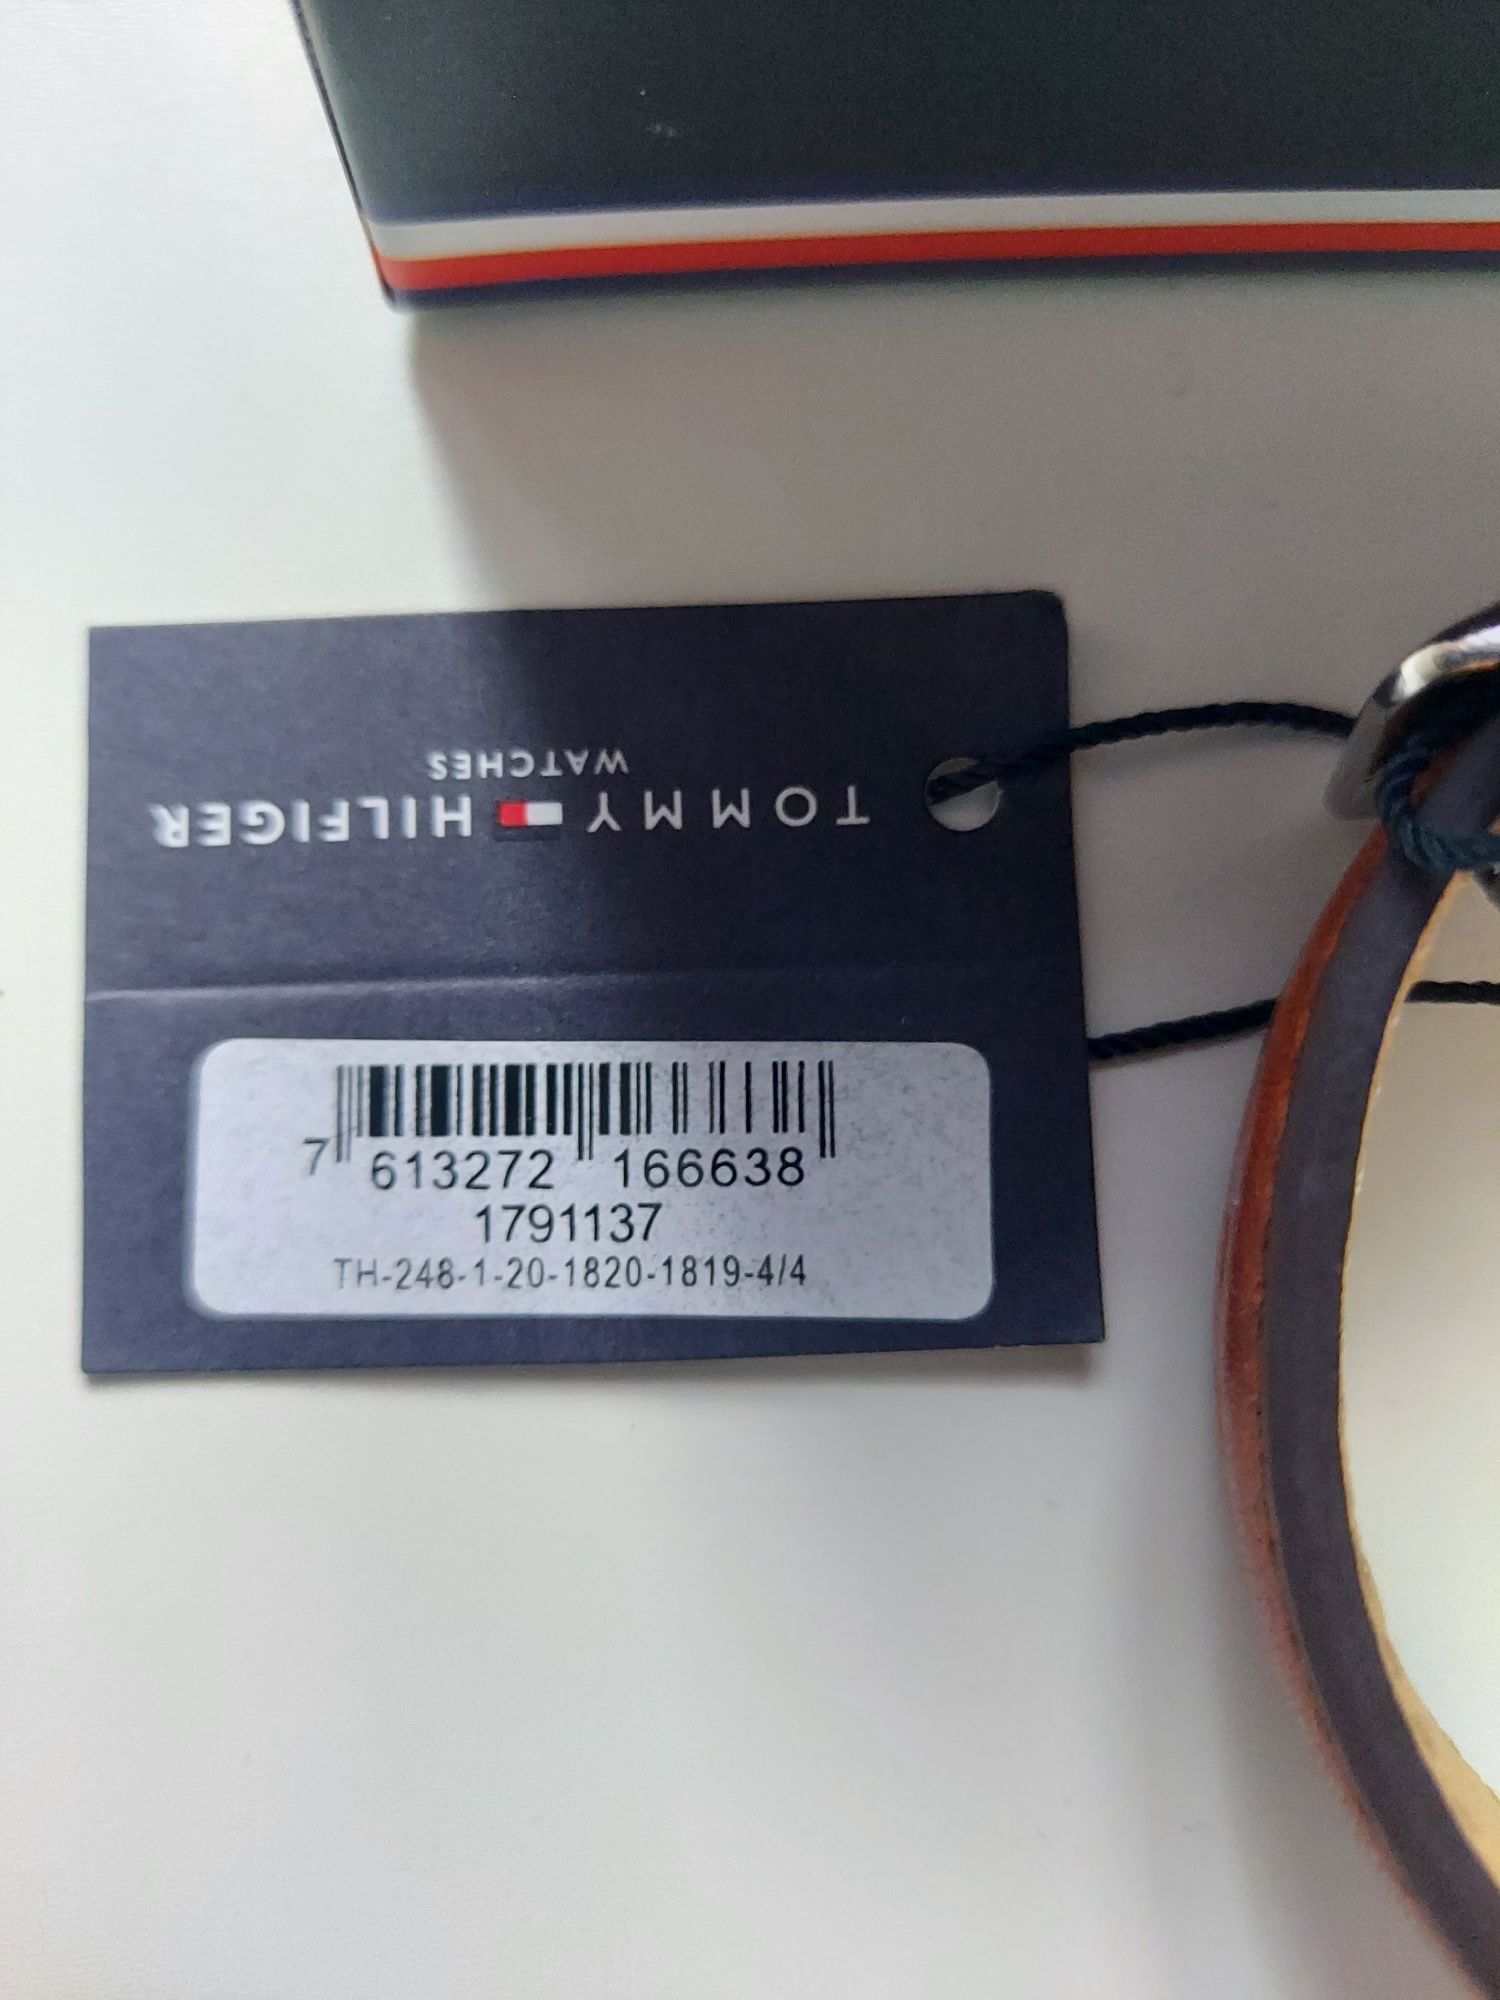 TOMMY HILFIGER
WATCHES
7 613272 166638
1791137
TH-248-1-20-1820-1819-4/4